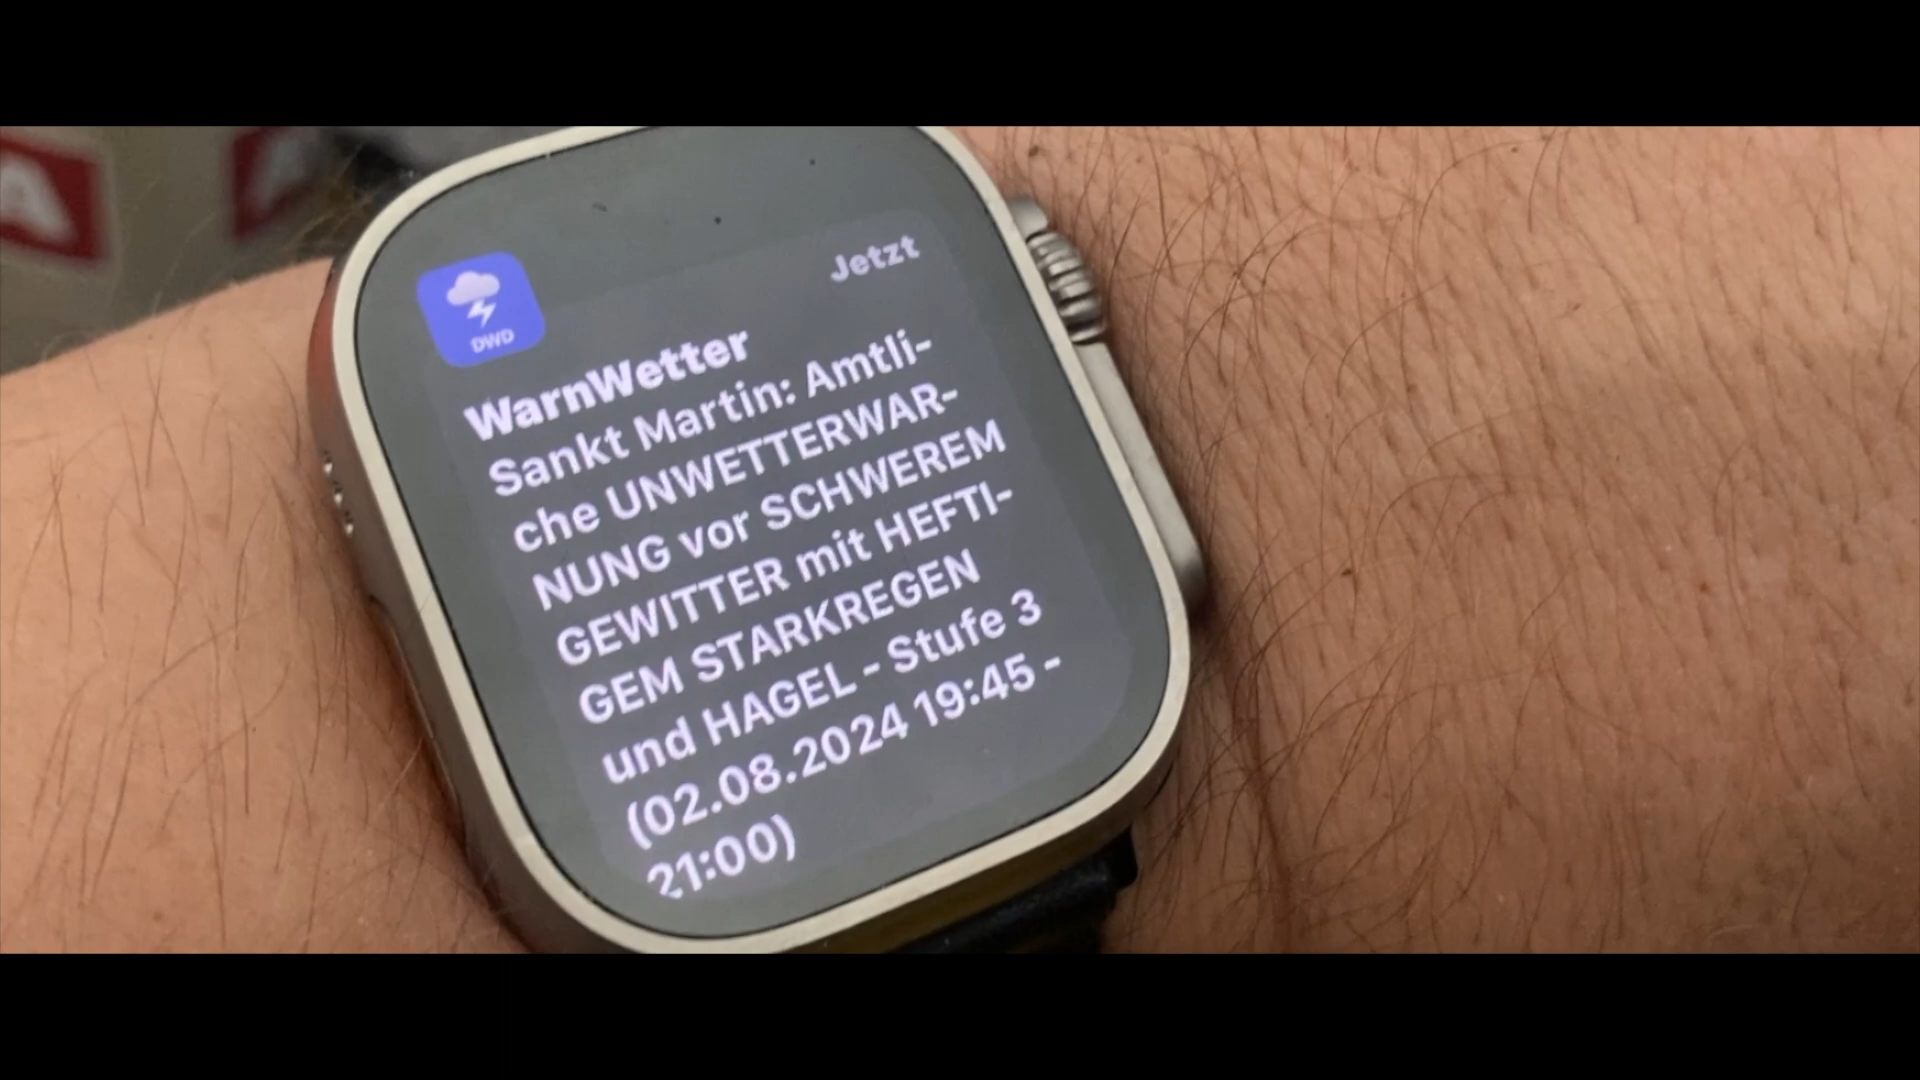 A
A
DWD
Jetzt
WarnWetter
Sankt Martin: Amtli-
che UNWETTERWAR-
NUNG vor SCHWEREM
GEWITTER mit HEFTI-
GEM STARKREGEN
und HAGEL - Stufe 3
(02.08.2024 19:45 -
21:00)